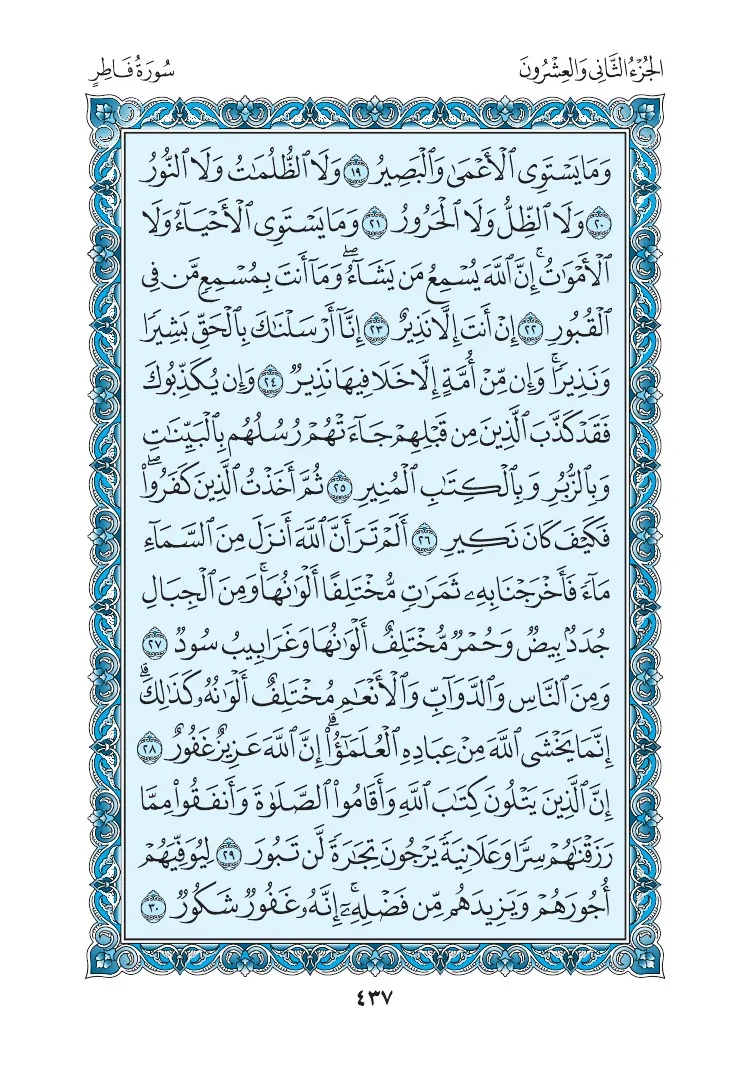 الجُزْءُ الثَّانِي وَالعِشْرُونَ
سُورَةُ فَاطِرٍ
وَمَا يَسْتَوِى ٱلْأَعْمَىٰ وَٱلْبَصِيرُ ١٩ وَلَا ٱلظُّلُمَٰتُ وَلَا ٱلنُّورُ
٢٠ وَلَا ٱلظِّلُّ وَلَا ٱلْحَرُورُ ٢١ وَمَا يَسْتَوِى ٱلْأَحْيَآءُ وَلَا
ٱلْأَمْوَٰتُ ۚ إِنَّ ٱللَّهَ يُسْمِعُ مَن يَشَآءُ ۖ وَمَآ أَنتَ بِمُسْمِعٍ مَّن فِى
ٱلْقُبُورِ ٢٢ إِنْ أَنتَ إِلَّا نَذِيرٌ ٢٣ إِنَّآ أَرْسَلْنَٰكَ بِٱلْحَقِّ بَشِيرًا
وَنَذِيرًا ۚ وَإِن مِّنْ أُمَّةٍ إِلَّا خَلَا فِيهَا نَذِيرٌ ٢٤ وَإِن يُكَذِّبُوكَ
فَقَدْ كَذَّبَ ٱلَّذِينَ مِن قَبْلِهِمْ جَآءَتْهُمْ رُسُلُهُم بِٱلْبَيِّنَٰتِ
وَبِٱلزُّبُرِ وَبِٱلْكِتَٰبِ ٱلْمُنِيرِ ٢٥ ثُمَّ أَخَذْتُ ٱلَّذِينَ كَفَرُوا۟ ۖ
فَكَيْفَ كَانَ نَكِيرِ ٢٦ أَلَمْ تَرَ أَنَّ ٱللَّهَ أَنزَلَ مِنَ ٱلسَّمَآءِ
مَآءً فَأَخْرَجْنَا بِهِۦ ثَمَرَٰتٍ مُّخْتَلِفًا أَلْوَٰنُهَا ۚ وَمِنَ ٱلْجِبَالِ
جُدَدٌۢ بِيضٌ وَحُمْرٌ مُّخْتَلِفٌ أَلْوَٰنُهَا وَغَرَابِيبُ سُودٌ ٢٧
وَمِنَ ٱلنَّاسِ وَٱلدَّوَآبِّ وَٱلْأَنْعَٰمِ مُخْتَلِفٌ أَلْوَٰنُهُۥ كَذَٰلِكَ ۗ
إِنَّمَا يَخْشَى ٱللَّهَ مِنْ عِبَادِهِ ٱلْعُلَمَٰٓؤُا۟ ۗ إِنَّ ٱللَّهَ عَزِيزٌ غَفُورٌ ٢٨
إِنَّ ٱلَّذِينَ يَتْلُونَ كِتَٰبَ ٱللَّهِ وَأَقَامُوا۟ ٱلصَّلَوٰةَ وَأَنفَقُوا۟ مِمَّا
رَزَقْنَٰهُمْ سِرًّا وَعَلَانِيَةً يَرْجُونَ تِجَٰرَةً لَّن تَبُورَ ٢٩ لِيُوَفِّيَهُمْ
أُجُورَهُمْ وَيَزِيدَهُم مِّن فَضْلِهِۦٓ ۚ إِنَّهُۥ غَفُورٌ شَكُورٌ ٣٠
٤٣٧